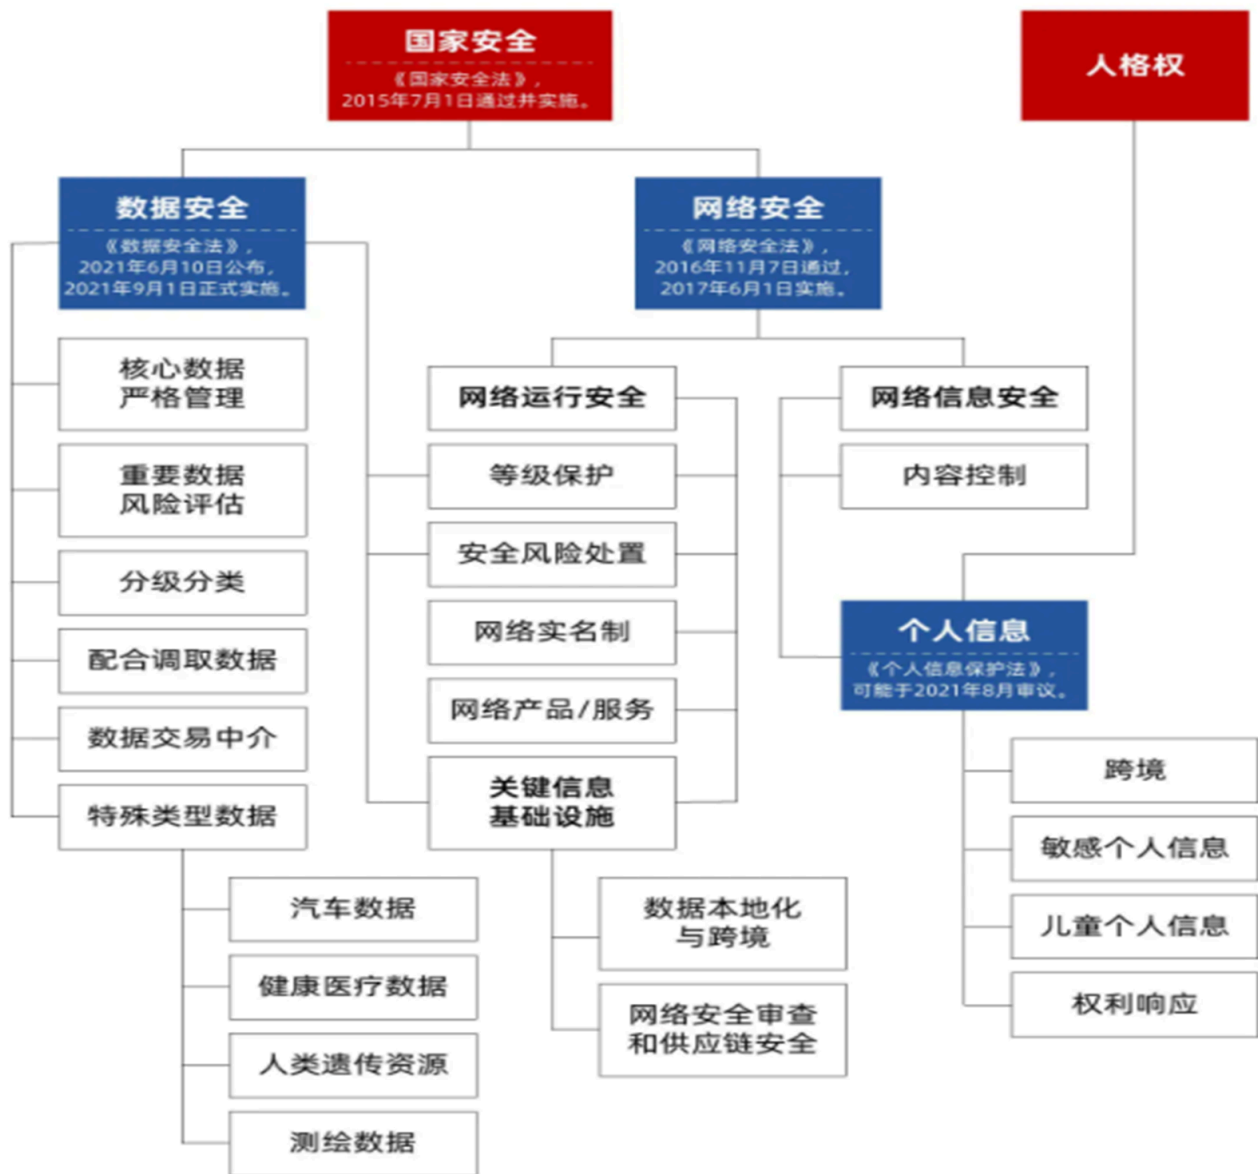 国家安全
《国家安全法》，
2015年7月1日通过并实施。
人格权
数据安全
《数据安全法》，
2021年6月10日公布，
2021年9月1日正式实施。
网络安全
《网络安全法》，
2016年11月7日通过，
2017年6月1日实施。
核心数据
严格管理
重要数据
风险评估
分级分类
配合调取数据
数据交易中介
特殊类型数据
汽车数据
健康医疗数据
人类遗传资源
测绘数据
网络运行安全
等级保护
安全风险处置
网络实名制
网络产品/服务
关键信息
基础设施
数据本地化
与跨境
网络安全审查
和供应链安全
网络信息安全
内容控制
个人信息
《个人信息保护法》，
可能于2021年8月审议。
跨境
敏感个人信息
儿童个人信息
权利响应